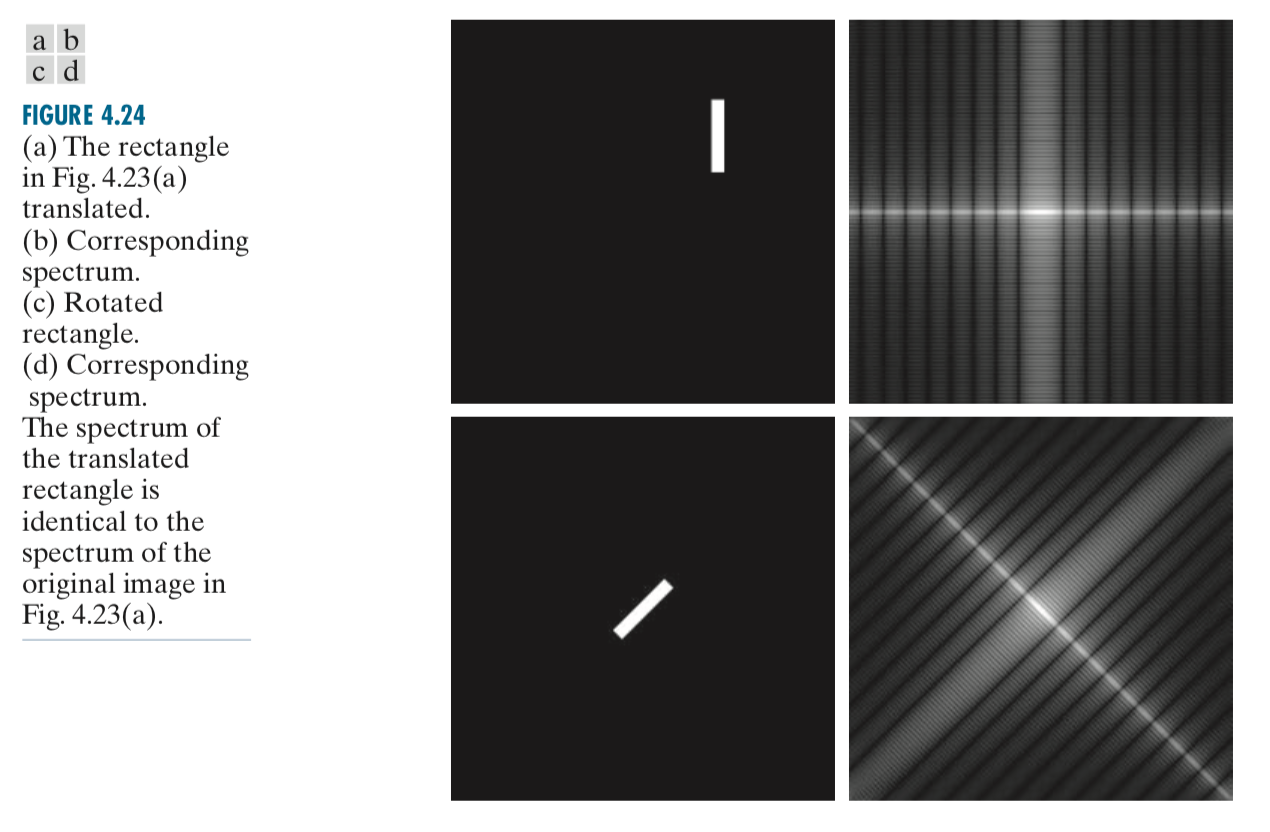 a b
c d
FIGURE 4.24
(a) The rectangle
in Fig. 4.23(a)
translated.
(b) Corresponding
spectrum.
(c) Rotated
rectangle.
(d) Corresponding
spectrum.
The spectrum of
the translated
rectangle is
identical to the
spectrum of the
original image in
Fig. 4.23(a).